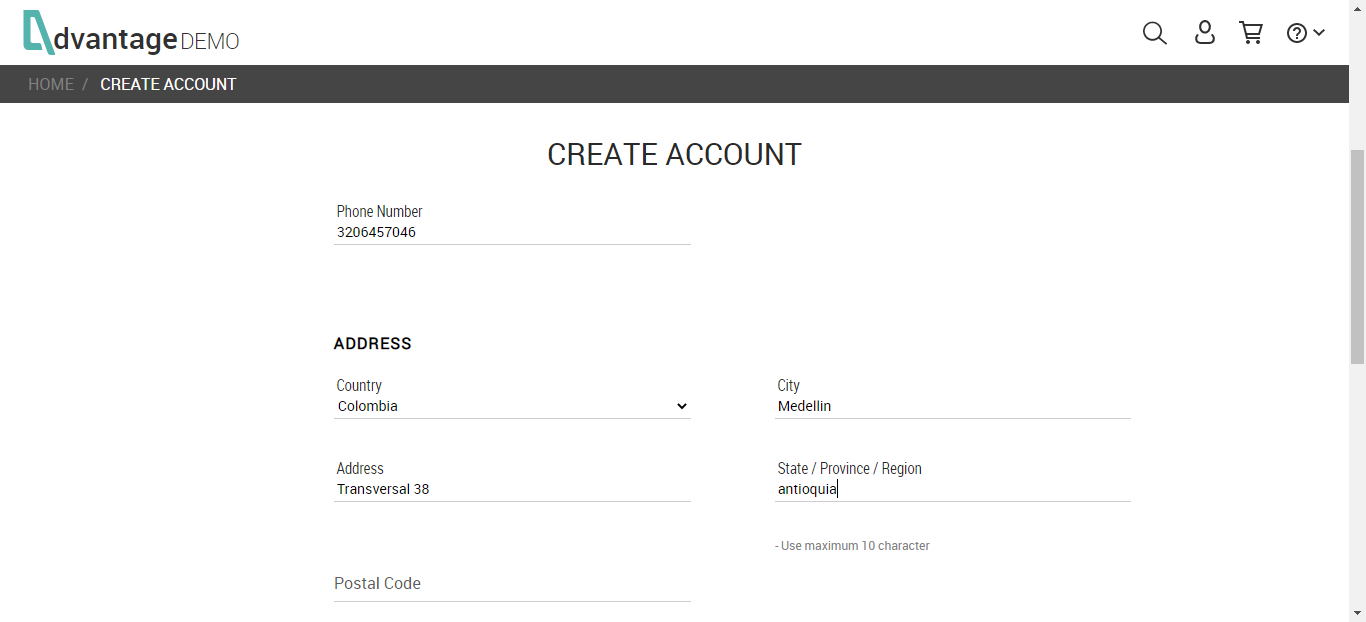 dvantage DEMO
HOME / CREATE ACCOUNT
CREATE ACCOUNT
Phone Number
3206457046
ADDRESS
Country
Colombia
City
Medellin
Address
Transversal 38
State / Province / Region
antioquia
- Use maximum 10 character
Postal Code